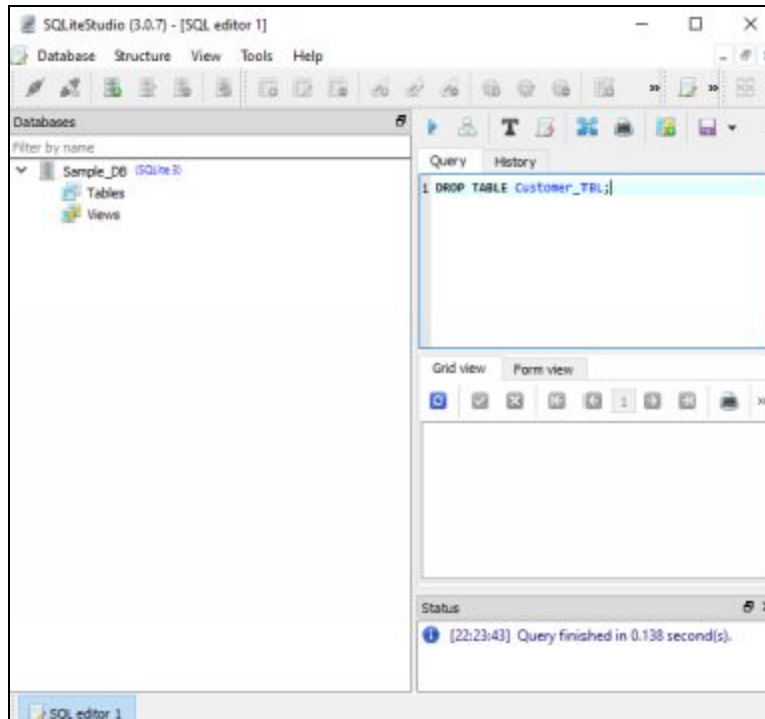 SQLiteStudio (3.0.7) - [SQL editor 1]
Database Structure View Tools Help
Databases
Filter by name
Sample_DB (SQLite 3)
Tables
Views
Query History
1 DROP TABLE Customer_TBL;
Grid view Form view
1
Status
[22:23:43] Query finished in 0.138 second(s).
SQL editor 1